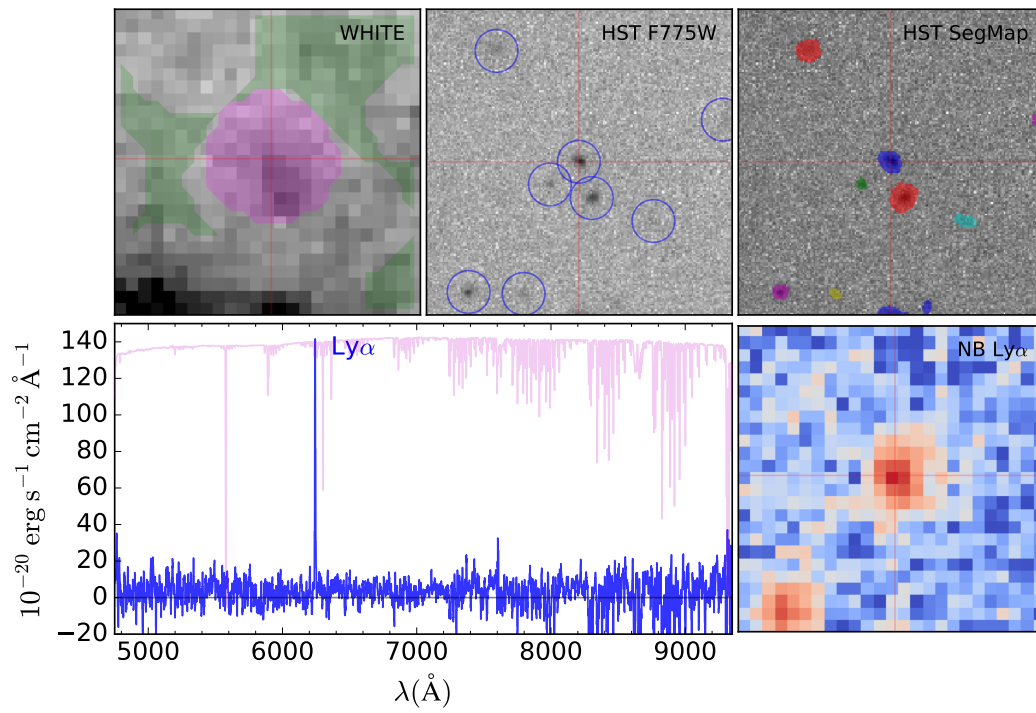 WHITE
HST F775W
HST SegMap
140
120
100
80
60
40
20
0
−20
10⁻²⁰ erg s⁻¹ cm⁻² Å⁻¹
Lyα
5000 6000 7000 8000 9000
λ(Å)
NB Lyα